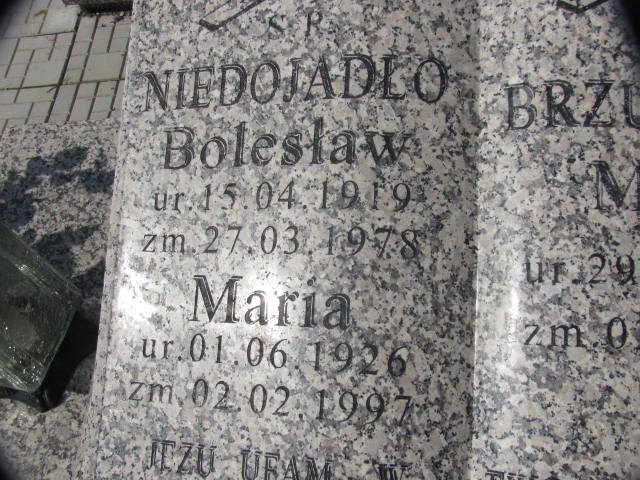 Ś P
NIEDOJADŁO
Bolesław
ur. 15.04.1919
zm. 27.03.1978
Maria
ur. 01.06.1926
zm. 02.02.1997
JEZU UFAM W
BRZU
M
ur. 29
zm. 0